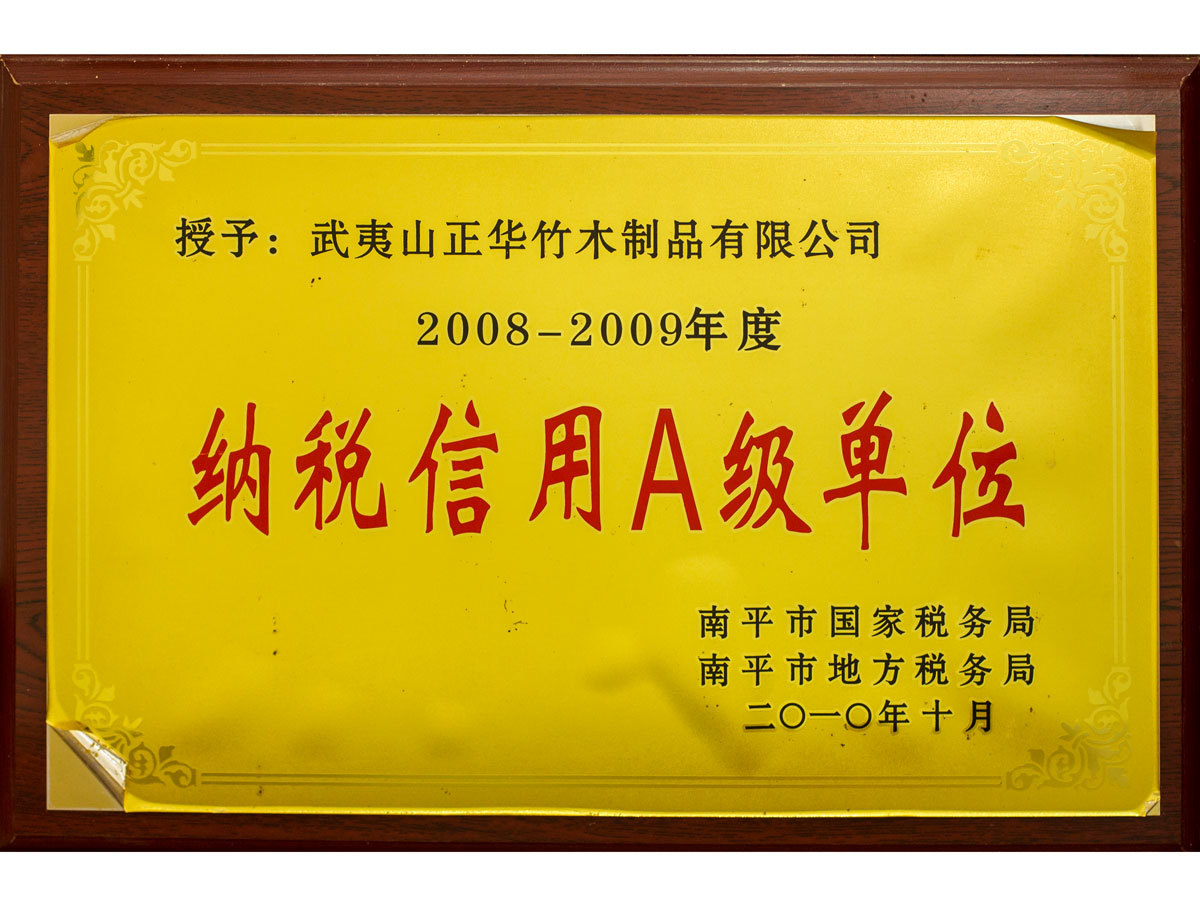 授予：武夷山正华竹木制品有限公司
2008-2009年度
纳税信用A级单位
南平市国家税务局
南平市地方税务局
二〇一〇年十月